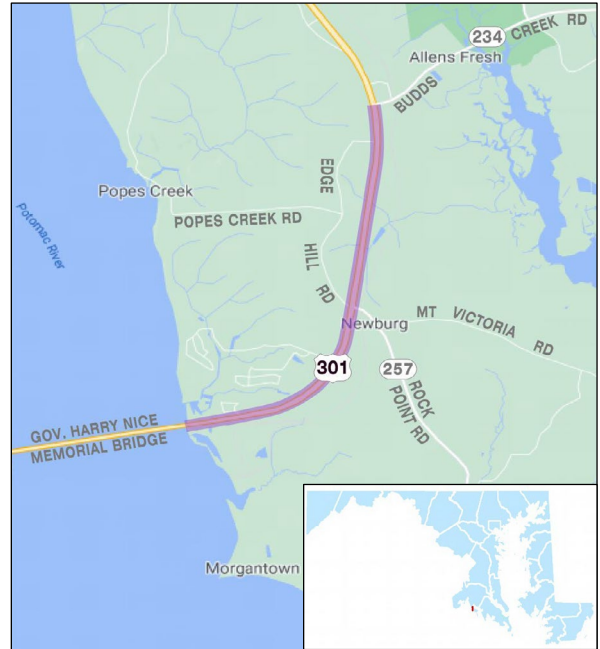 234
CREEK RD
Allens Fresh
BUDDS
EDGE
Popes Creek
POPES CREEK RD
Potomac River
HILL
RD
Newburg
MT VICTORIA
RD
301
257
ROCK
POINT RD
GOV. HARRY NICE
MEMORIAL BRIDGE
Morgantown